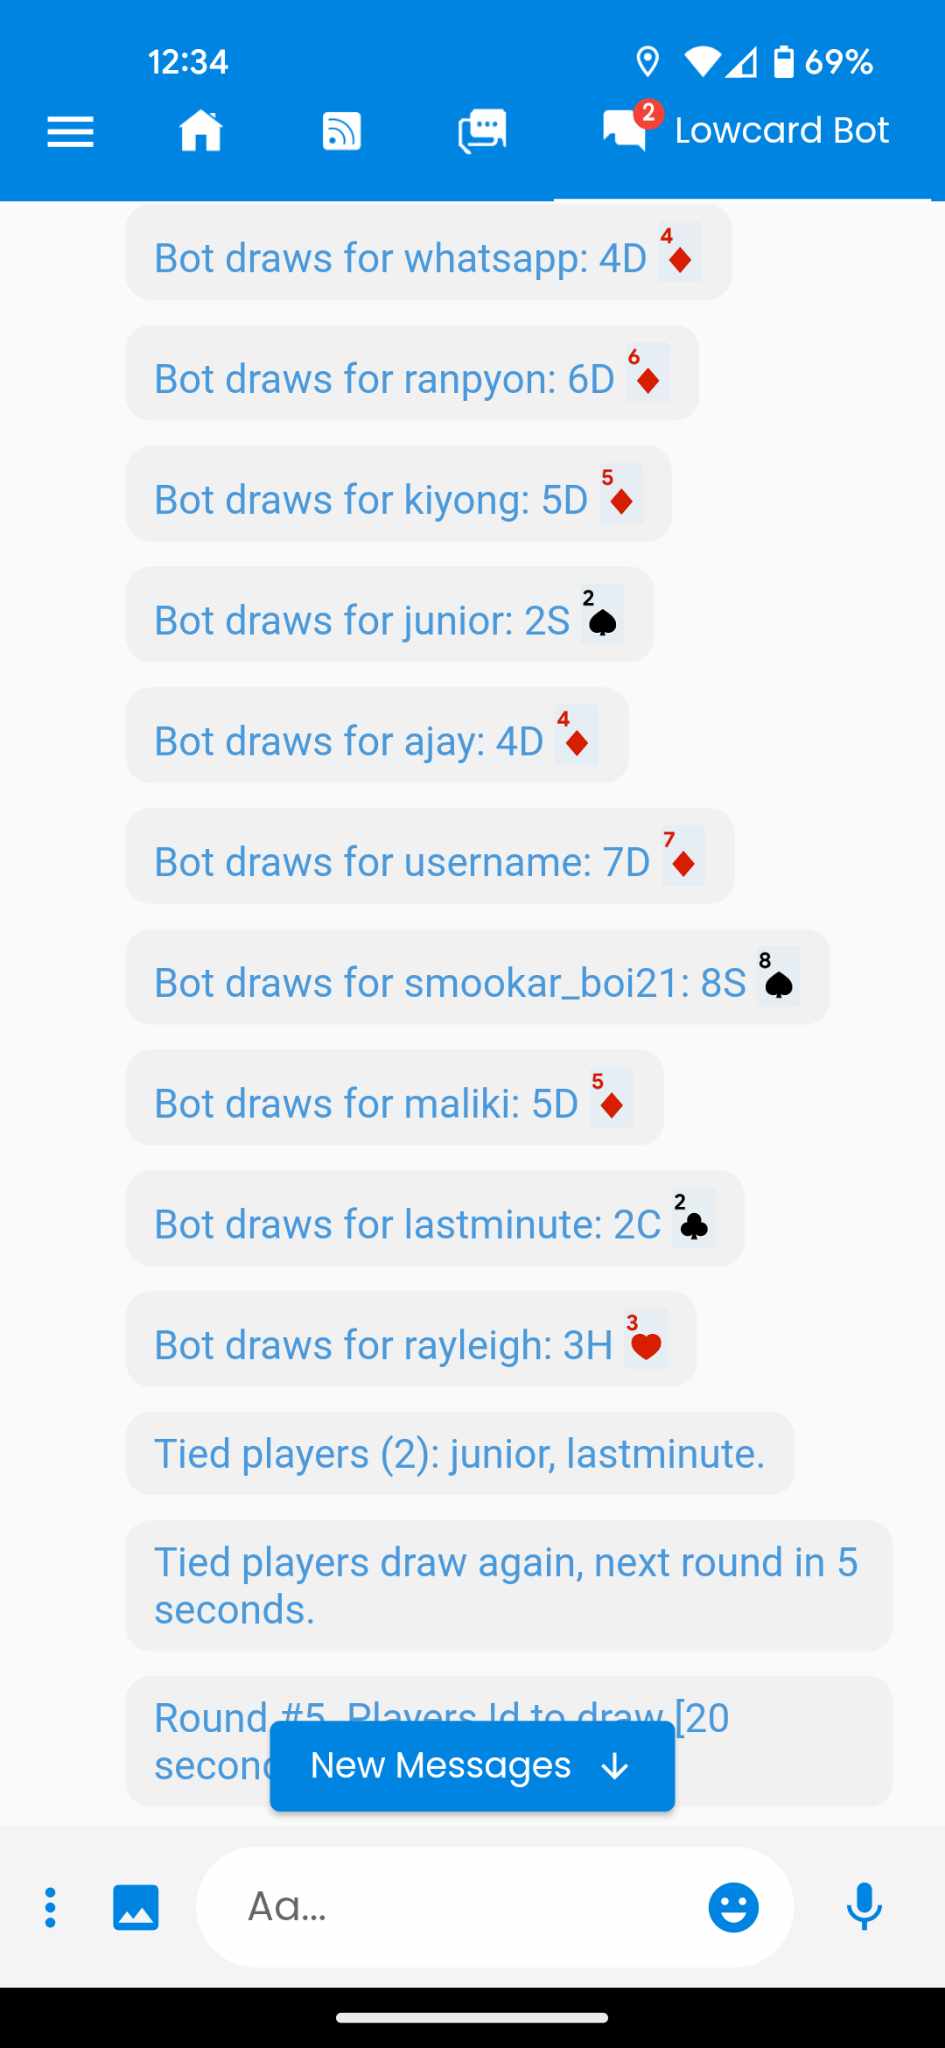 12:34
69%
2
Lowcard Bot
Bot draws for whatsapp: 4D 4
Bot draws for ranpyon: 6D 6
Bot draws for kiyong: 5D 5
Bot draws for junior: 2S 2
Bot draws for ajay: 4D 4
Bot draws for username: 7D 7
Bot draws for smookar_boi21: 8S 8
Bot draws for maliki: 5D 5
Bot draws for lastminute: 2C 2
Bot draws for rayleigh: 3H 3
Tied players (2): junior, lastminute.
Tied players draw again, next round in 5
seconds.
Round #5. Players !d to draw [20
New Messages
Aa...